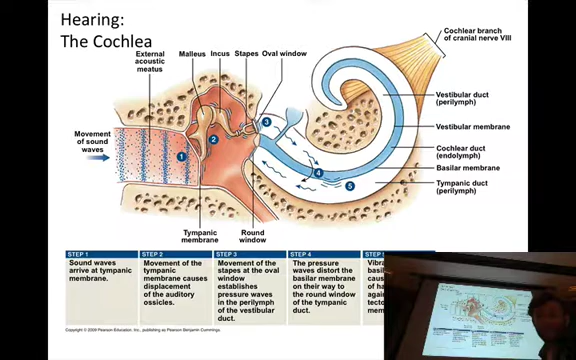 Hearing:
The Cochlea
External
acoustic
meatus
Malleus
Incus
Stapes
Oval window
Cochlear branch
of cranial nerve VIII
Vestibular duct
(perilymph)
Vestibular membrane
Cochlear duct
(endolymph)
Basilar membrane
Tympanic duct
(perilymph)
Movement
of sound
waves
1
2
3
4
5
Tympanic
membrane
Round
window
STEP 1
Sound waves
arrive at tympanic
membrane.
STEP 2
Movement of the
tympanic
membrane causes
displacement
of the auditory
ossicles.
STEP 3
Movement of the
stapes at the oval
window
establishes
pressure waves
in the perilymph
of the vestibular
duct.
STEP 4
The pressure
waves distort the
basilar membrane
on their way to
the round window
of the tympanic
duct.
Copyright © 2009 Pearson Education, Inc., publishing as Pearson Benjamin Cummings.